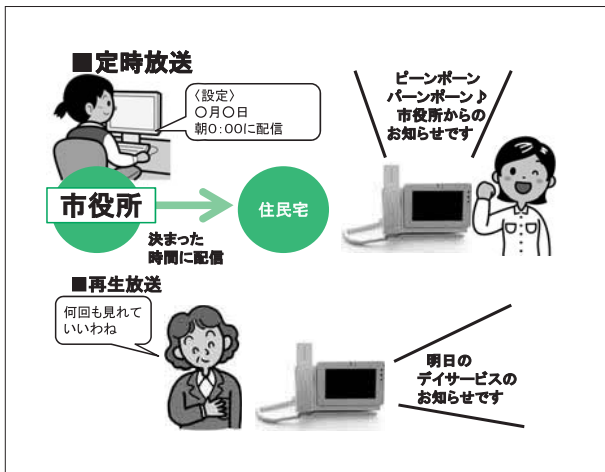 ■定時放送
〈設定〉
○月○日
朝0:00に配信
ピーンポーン
パーンポーン♪
市役所からの
お知らせです
市役所
住民宅
決まった
時間に配信
■再生放送
何回も見れて
いいわね
明日の
デイサービスの
お知らせです